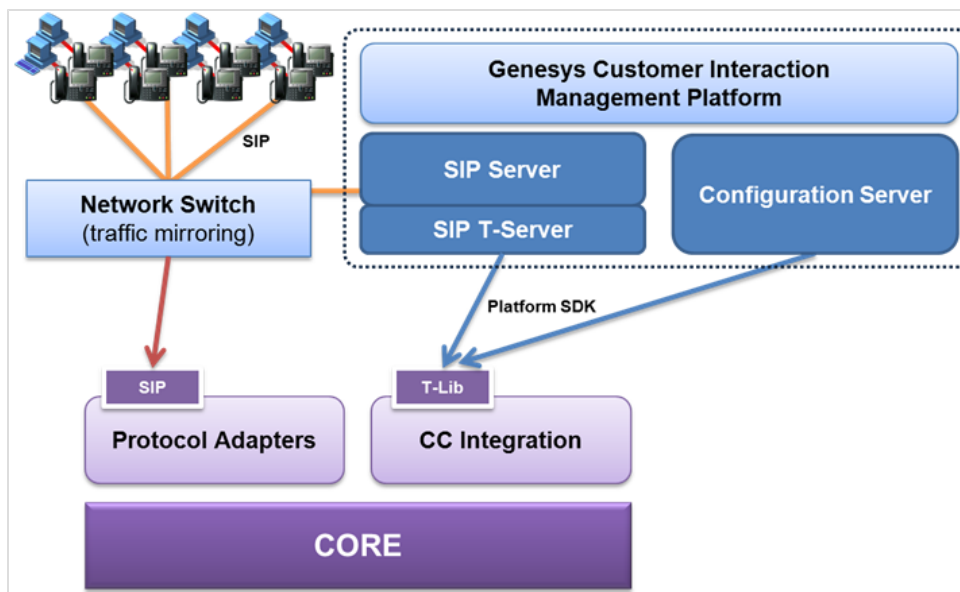 Genesys Customer Interaction
Management Platform
SIP
SIP Server
Configuration Server
Network Switch
(traffic mirroring)
SIP T-Server
Platform SDK
SIP
T-Lib
Protocol Adapters
CC Integration
CORE